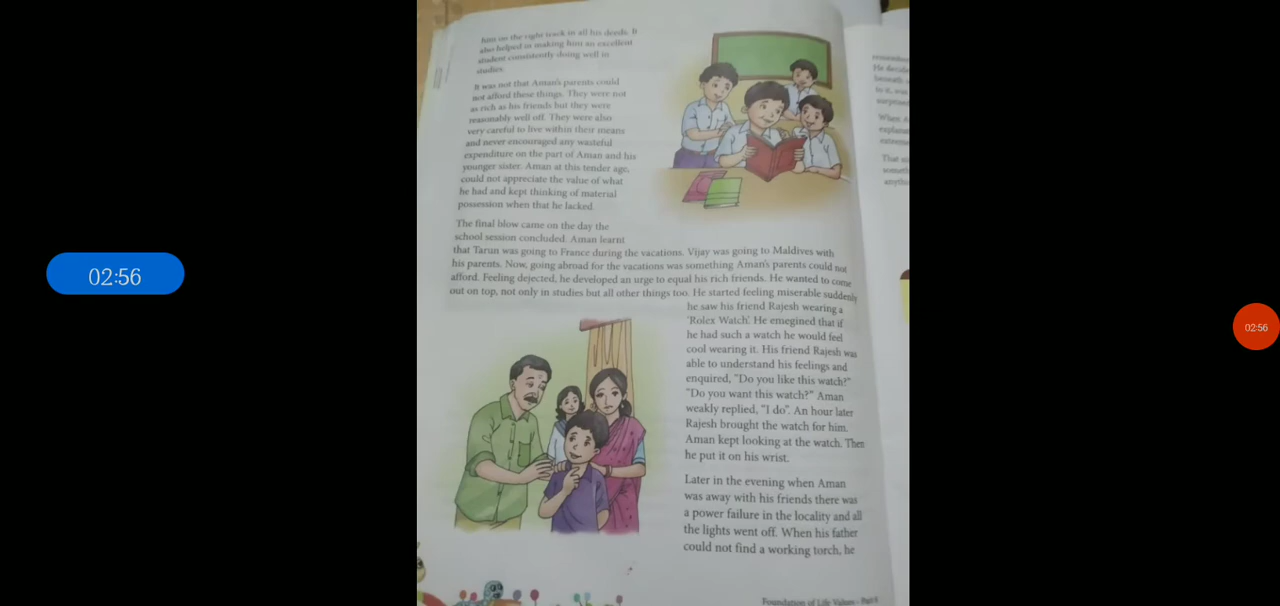 him on the right track in all his deeds. It
also helped in making him an excellent
student consistently doing well in
studies.
It was not that Aman's parents could
not afford these things. They were not
as rich as his friends but they were
reasonably well off. They were also
very careful to live within their means
and never encouraged any wasteful
expenditure on the part of Aman and his
younger sister. Aman at this tender age,
could not appreciate the value of what
he had and kept thinking of material
possession when that he lacked.
The final blow came on the day the
school session concluded. Aman learnt
that Tarun was going to France during the vacations. Vijay was going to Maldives with
his parents. Now, going abroad for the vacations was something Aman's parents could not
afford. Feeling dejected, he developed an urge to equal his rich friends. He wanted to come
out on top, not only in studies but all other things too. He started feeling miserable suddenly
he saw his friend Rajesh wearing a
'Rolex Watch'. He emegined that if
he had such a watch he would feel
cool wearing it. His friend Rajesh was
able to understand his feelings and
enquired, "Do you like this watch?"
"Do you want this watch?" Aman
weakly replied, "I do". An hour later
Rajesh brought the watch for him.
Aman kept looking at the watch. Then
he put it on his wrist.
Later in the evening when Aman
was away with his friends there was
a power failure in the locality and all
the lights went off. When his father
could not find a working torch, he
Foundation of Life Values - Part
remember
He decide
beneath
to it, was
surprise
When A
explana
extreme
That
someth
anythi
02:56
02:56